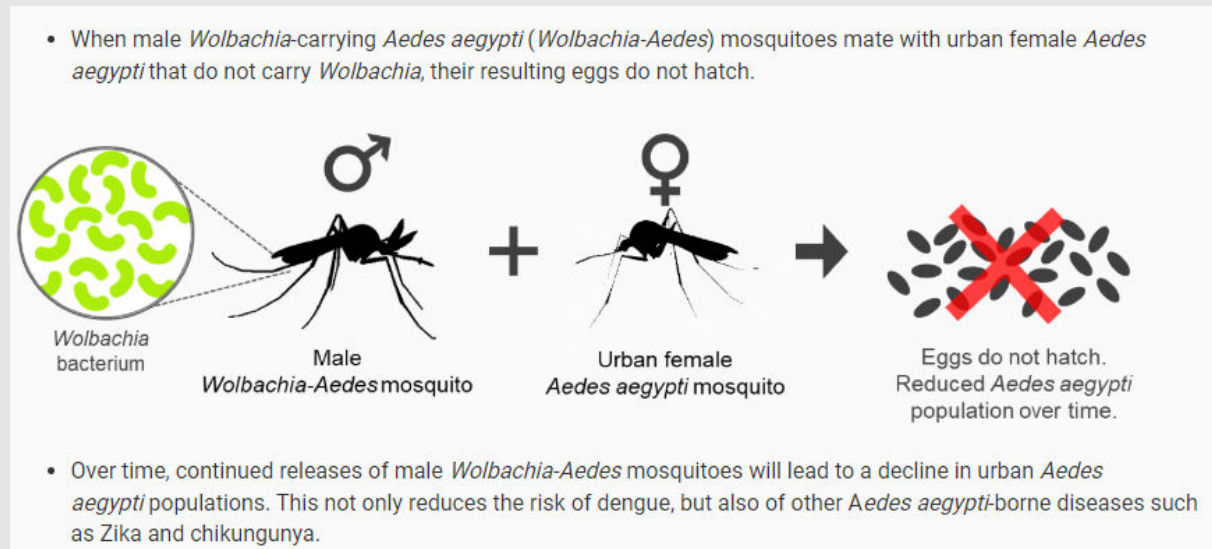 • When male Wolbachia-carrying Aedes aegypti (Wolbachia-Aedes) mosquitoes mate with urban female Aedes
aegypti that do not carry Wolbachia, their resulting eggs do not hatch.
Wolbachia
bacterium
Male
Wolbachia-Aedes mosquito
Urban female
Aedes aegypti mosquito
Eggs do not hatch.
Reduced Aedes aegypti
population over time.
• Over time, continued releases of male Wolbachia-Aedes mosquitoes will lead to a decline in urban Aedes
aegypti populations. This not only reduces the risk of dengue, but also of other Aedes aegypti-borne diseases such
as Zika and chikungunya.